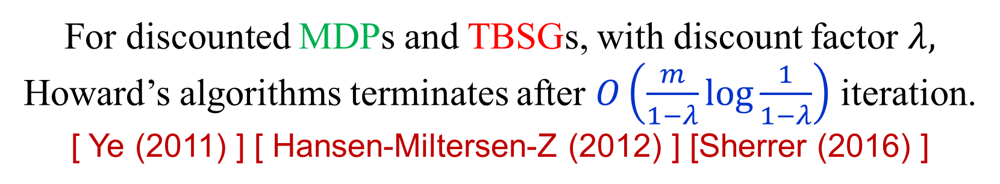 For discounted MDPs and TBSGs, with discount factor λ,
Howard's algorithms terminates after O(m/(1−λ) log 1/(1−λ)) iteration.
[ Ye (2011) ] [ Hansen-Miltersen-Z (2012) ] [Sherrer (2016) ]